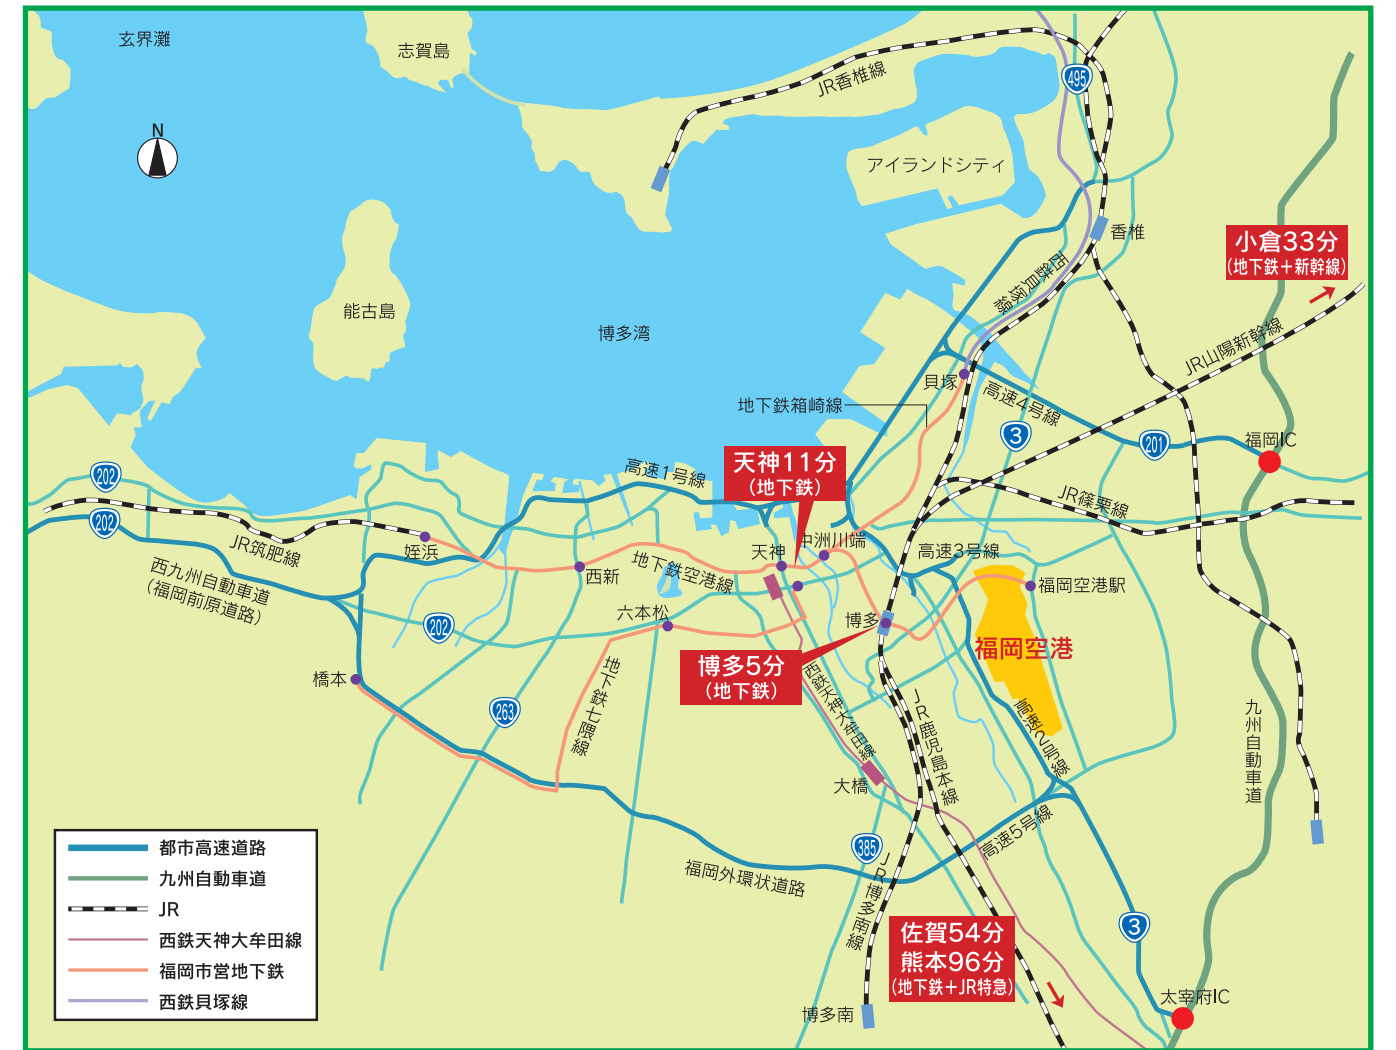 玄界灘
志賀島
JR香椎線
495
N
アイランドシティ
香椎
小倉33分
(地下鉄+新幹線)
西鉄貝塚線
能古島
博多湾
JR山陽新幹線
貝塚
地下鉄箱崎線
高速4号線
3
201
福岡IC
202
高速1号線
天神11分
(地下鉄)
JR篠栗線
202
JR筑肥線
姪浜
天神
中洲川端
高速3号線
西九州自動車道
(福岡前原道路)
西新
地下鉄空港線
福岡空港駅
六本松
202
博多
福岡空港
橋本
博多5分
(地下鉄)
地下鉄七隈線
西鉄天神大牟田線
JR鹿児島本線
高速2号線
263
九州自動車道
大橋
385
高速5号線
福岡外環状道路
JR博多南線
都市高速道路
九州自動車道
JR
西鉄天神大牟田線
福岡市営地下鉄
西鉄貝塚線
佐賀54分
熊本96分
(地下鉄+JR特急)
3
太宰府IC
博多南